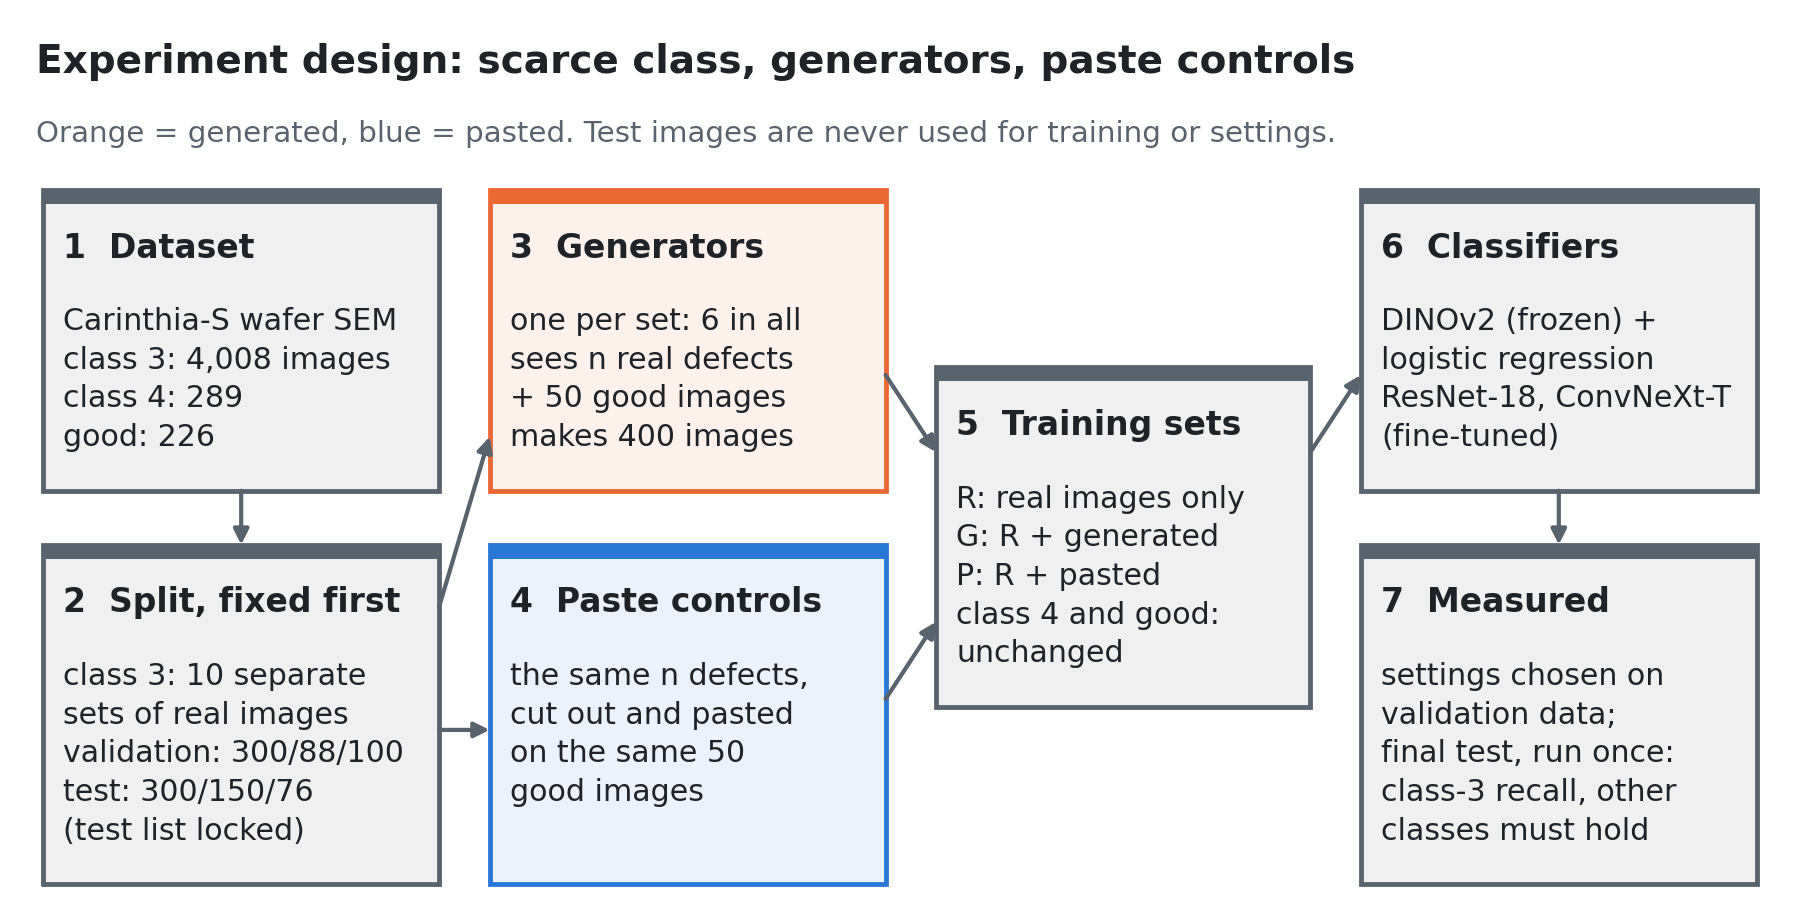 Experiment design: scarce class, generators, paste controls
Orange = generated, blue = pasted. Test images are never used for training or settings.
1 Dataset
Carinthia-S wafer SEM
class 3: 4,008 images
class 4: 289
good: 226
2 Split, fixed first
class 3: 10 separate
sets of real images
validation: 300/88/100
test: 300/150/76
(test list locked)
3 Generators
one per set: 6 in all
sees n real defects
+ 50 good images
makes 400 images
4 Paste controls
the same n defects,
cut out and pasted
on the same 50
good images
5 Training sets
R: real images only
G: R + generated
P: R + pasted
class 4 and good:
unchanged
6 Classifiers
DINOv2 (frozen) +
logistic regression
ResNet-18, ConvNeXt-T
(fine-tuned)
7 Measured
settings chosen on
validation data;
final test, run once:
class-3 recall, other
classes must hold